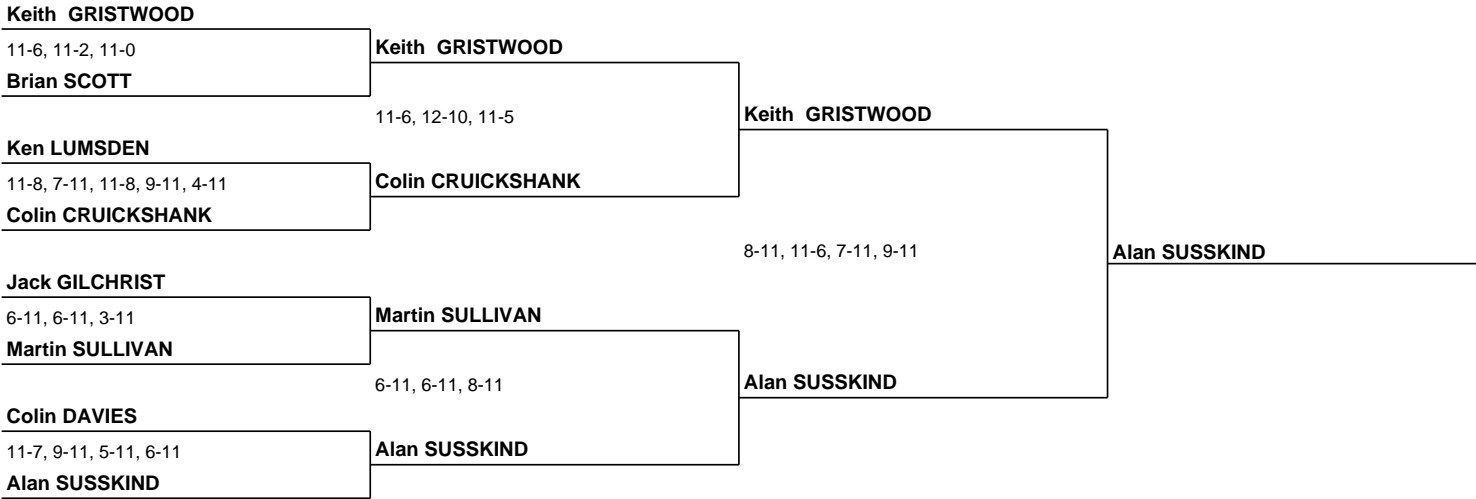 Keith  GRISTWOOD
11-6, 11-2, 11-0
Brian SCOTT
Ken LUMSDEN
11-8, 7-11, 11-8, 9-11, 4-11
Colin CRUICKSHANK
Jack GILCHRIST
6-11, 6-11, 3-11
Martin SULLIVAN
Colin DAVIES
11-7, 9-11, 5-11, 6-11
Alan SUSSKIND
Keith  GRISTWOOD
11-6, 12-10, 11-5
Colin CRUICKSHANK
Martin SULLIVAN
6-11, 6-11, 8-11
Alan SUSSKIND
Keith  GRISTWOOD
8-11, 11-6, 7-11, 9-11
Alan SUSSKIND
Alan SUSSKIND